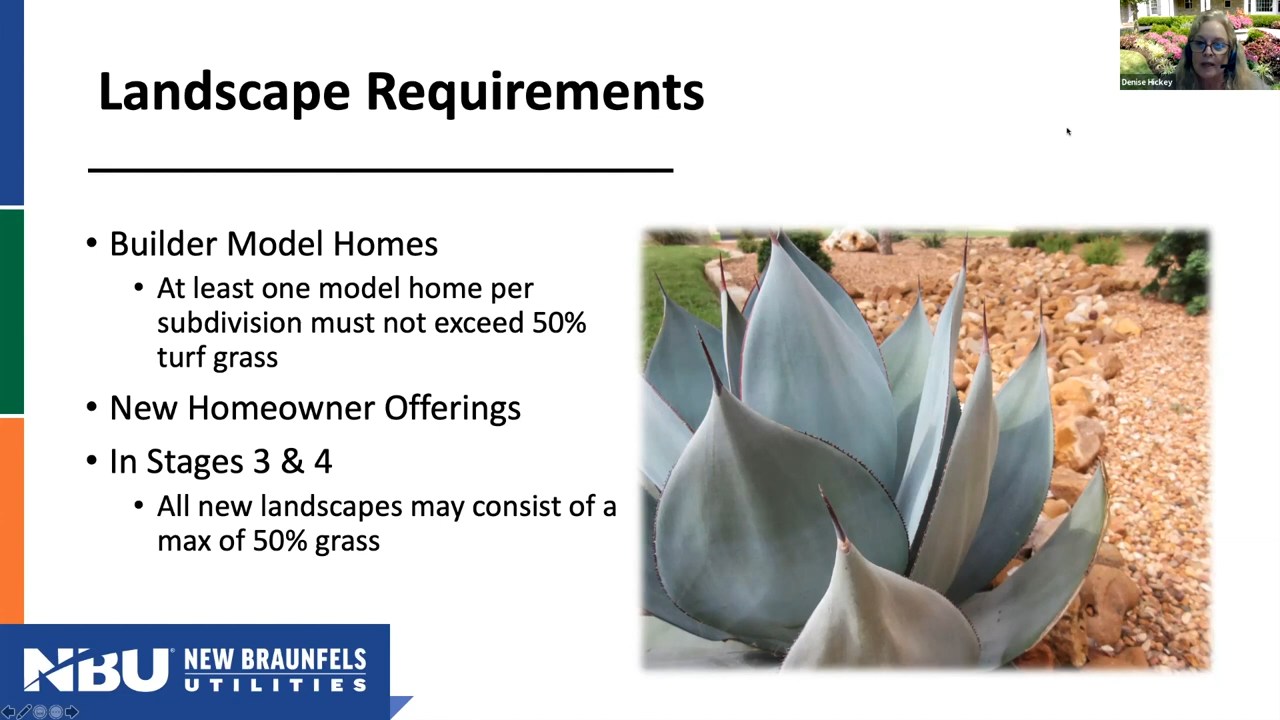 Landscape Requirements
Denise Hickey
• Builder Model Homes
• At least one model home per
subdivision must not exceed 50%
turf grass
• New Homeowner Offerings
• In Stages 3 & 4
• All new landscapes may consist of a
max of 50% grass
NBU® NEW BRAUNFELS
UTILITIES